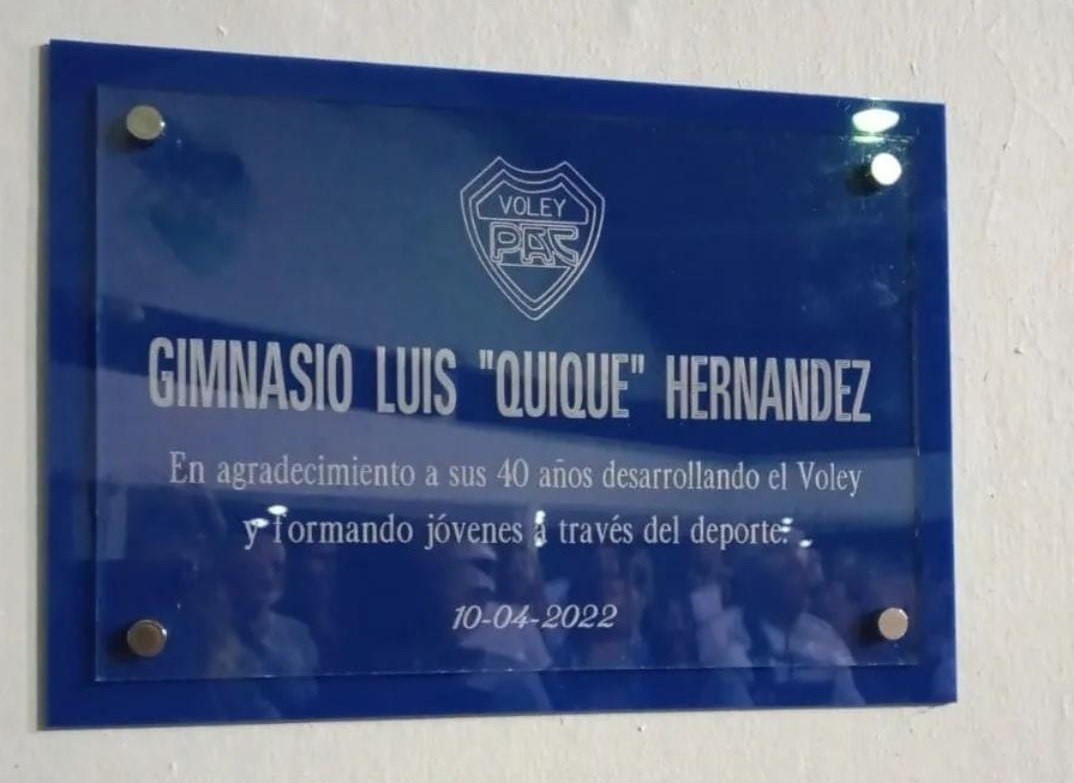 VOLEY
PAC
GIMNASIO LUIS "QUIQUE" HERNANDEZ
En agradecimiento a sus 40 años desarrollando el Voley
y formando jóvenes a través del deporte.
10-04-2022